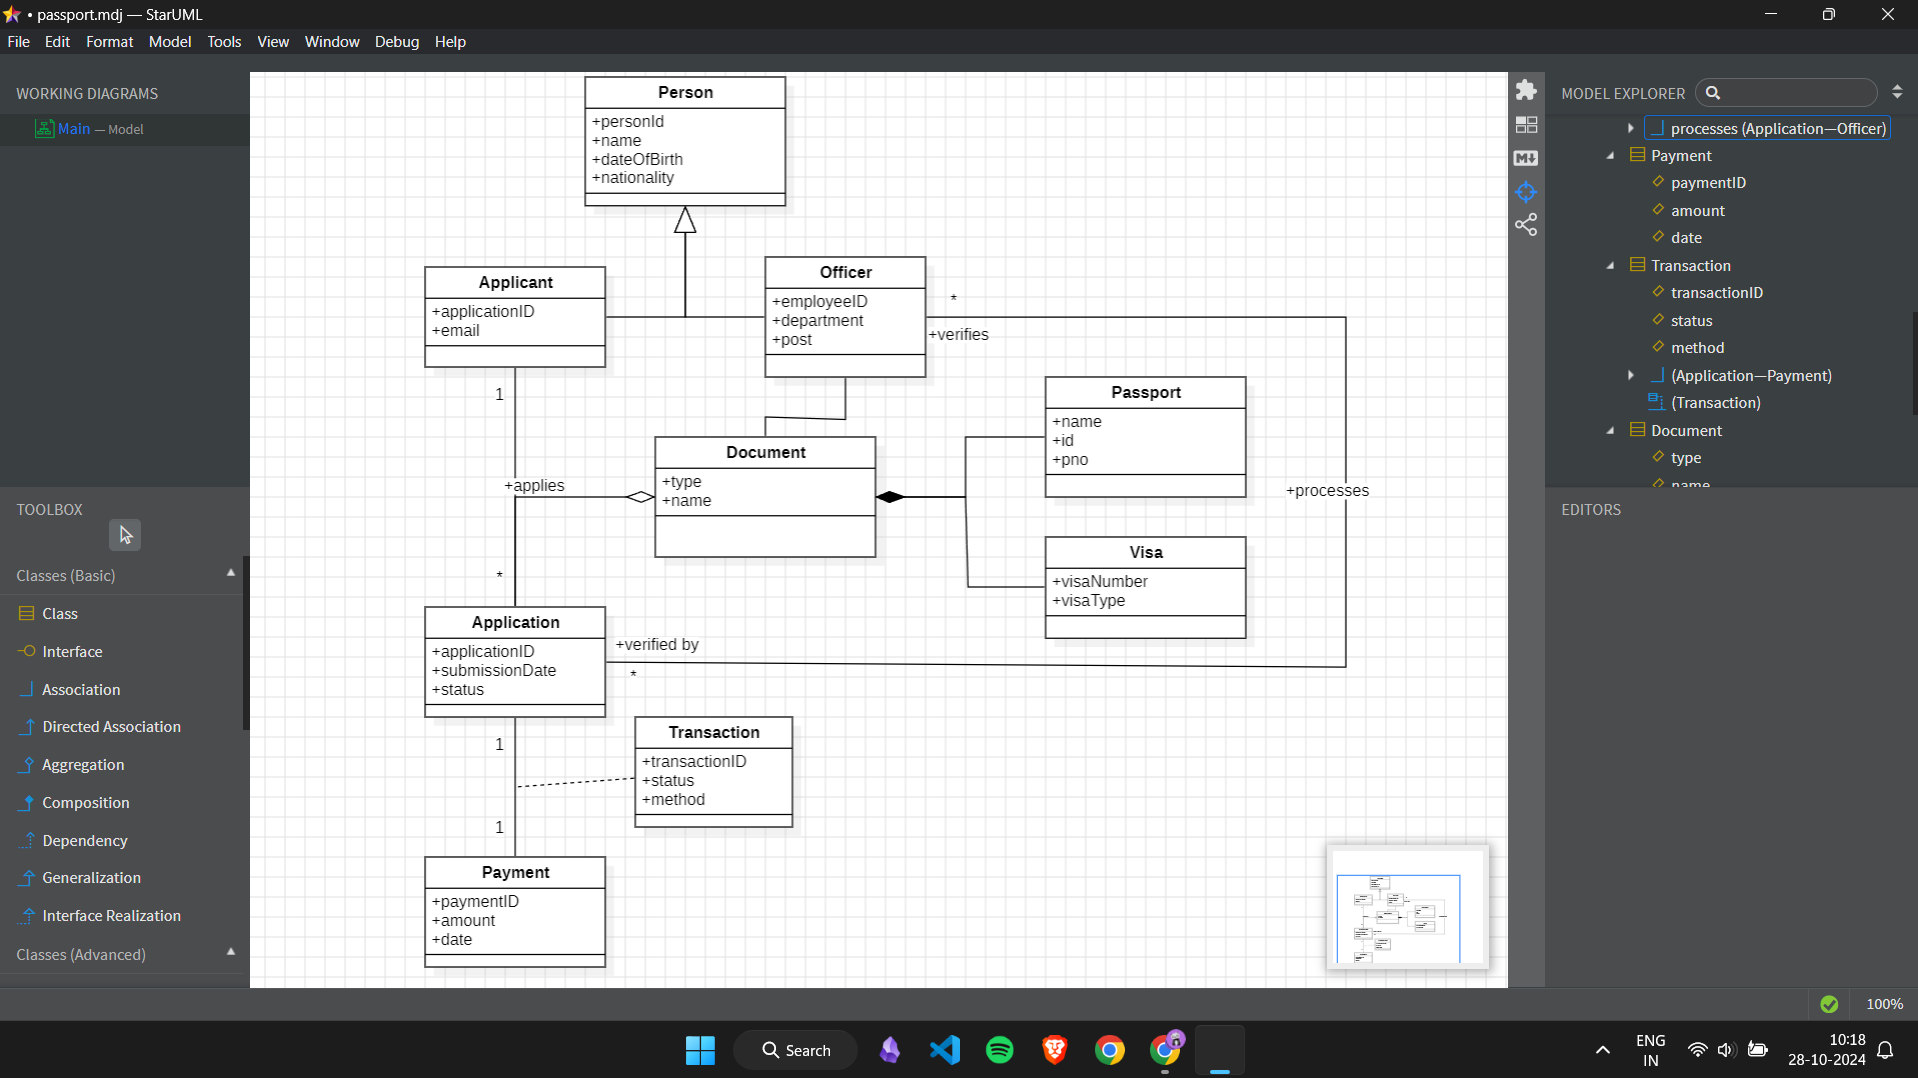 • passport.mdj — StarUML
File Edit Format Model Tools View Window Debug Help
WORKING DIAGRAMS
Main — Model
TOOLBOX
Classes (Basic)
Class
Interface
Association
Directed Association
Aggregation
Composition
Dependency
Generalization
Interface Realization
Classes (Advanced)
Person
+personId
+name
+dateOfBirth
+nationality
Applicant
+applicationID
+email
Officer
+employeeID
+department
+post
*
+verifies
1
+applies
*
Document
+type
+name
Passport
+name
+id
+pno
Visa
+visaNumber
+visaType
+processes
Application
+applicationID
+submissionDate
+status
+verified by
*
1
1
Transaction
+transactionID
+status
+method
Payment
+paymentID
+amount
+date
M
MODEL EXPLORER
processes (Application—Officer)
Payment
paymentID
amount
date
Transaction
transactionID
status
method
(Application—Payment)
(Transaction)
Document
type
name
EDITORS
100%
Search
ENG
IN
10:18
28-10-2024